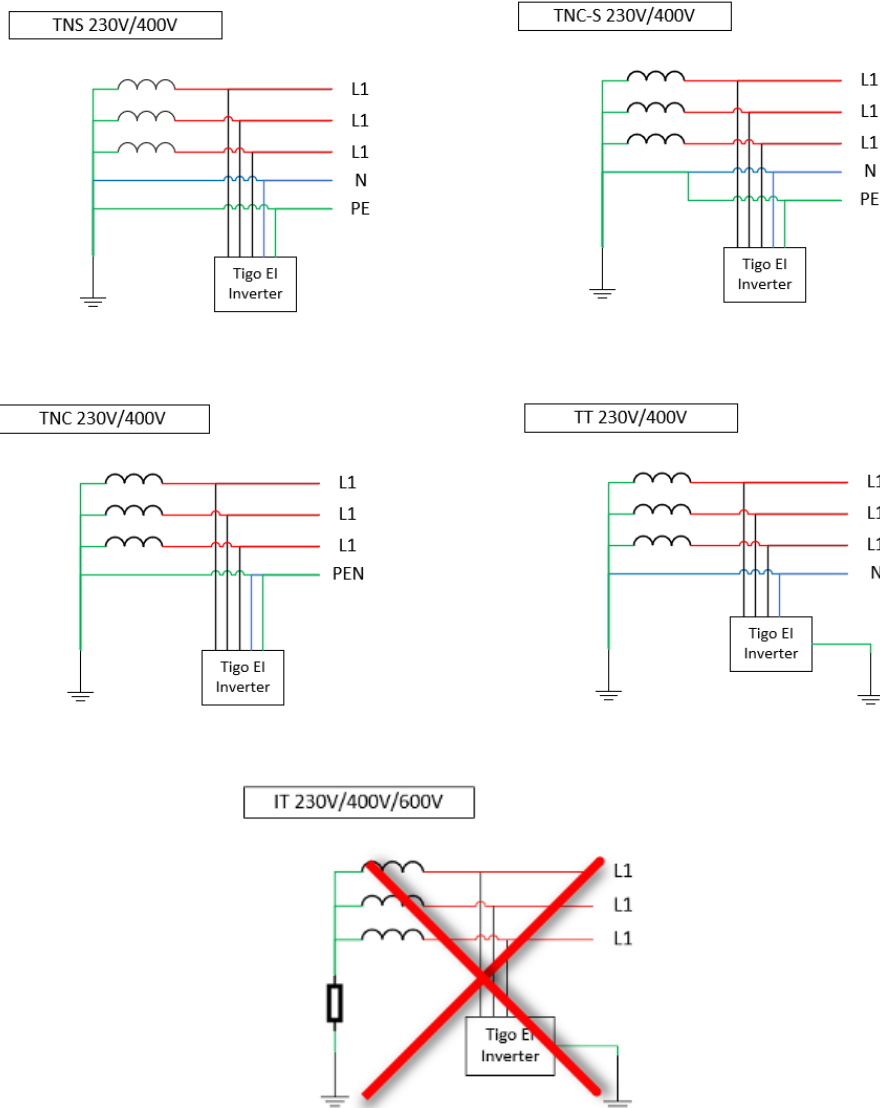 TNS 230V/400V
L1
L1
L1
N
PE
Tigo EI
Inverter
TNC-S 230V/400V
L1
L1
L1
N
PE
Tigo EI
Inverter
TNC 230V/400V
L1
L1
L1
PEN
Tigo EI
Inverter
TT 230V/400V
L1
L1
L1
N
Tigo EI
Inverter
IT 230V/400V/600V
L1
L1
L1
Tigo EI
Inverter